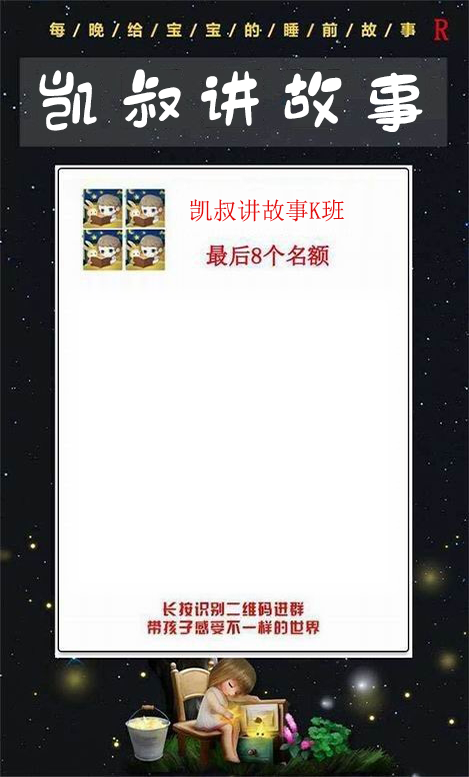 每/晚/给/宝/宝/的/睡/前/故/事 R
凯叔讲故事
凯叔讲故事K班
最后8个名额
长按识别二维码进群
带孩子感受不一样的世界